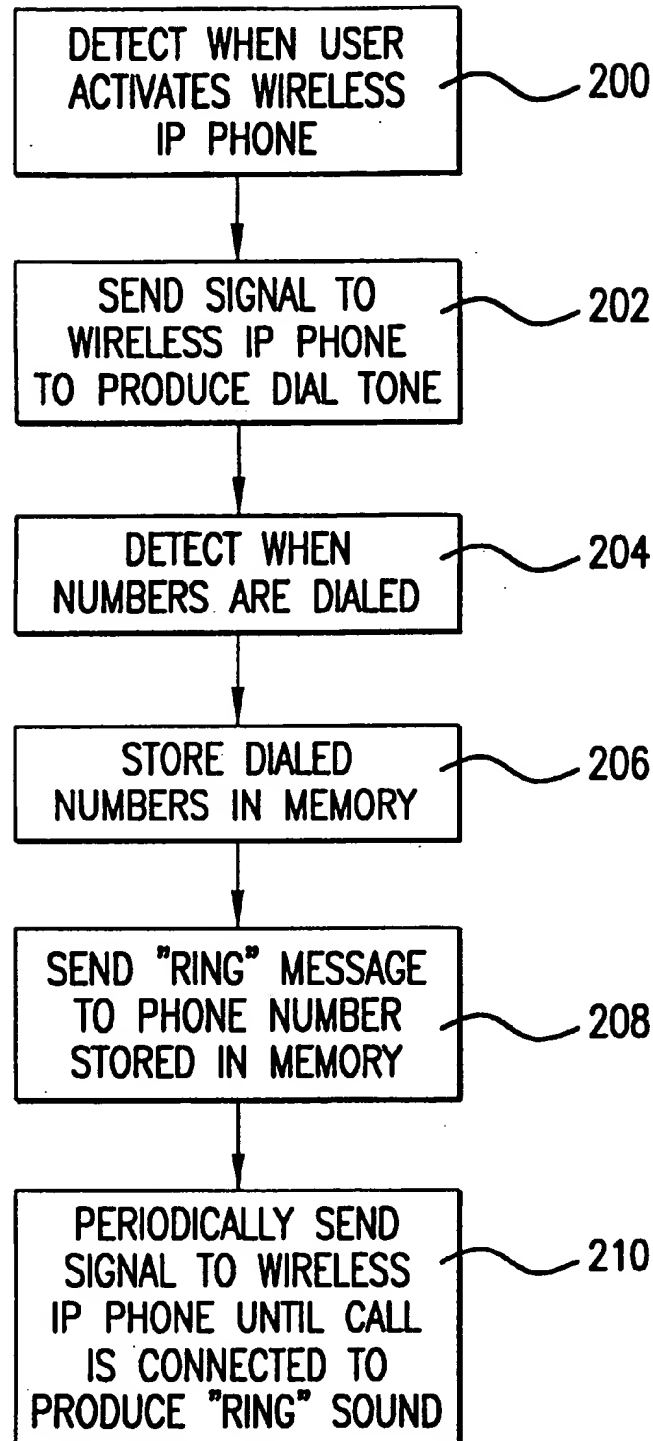 DETECT WHEN USER
ACTIVATES WIRELESS
IP PHONE
200
SEND SIGNAL TO
WIRELESS IP PHONE
TO PRODUCE DIAL TONE
202
DETECT WHEN
NUMBERS ARE DIALED
204
STORE DIALED
NUMBERS IN MEMORY
206
SEND "RING" MESSAGE
TO PHONE NUMBER
STORED IN MEMORY
208
PERIODICALLY SEND
SIGNAL TO WIRELESS
IP PHONE UNTIL CALL
IS CONNECTED TO
PRODUCE "RING" SOUND
210